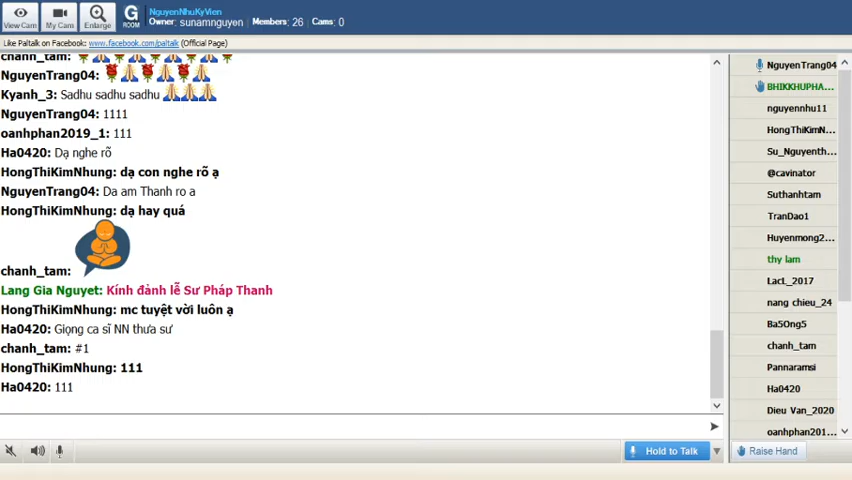 NguyenNhuKyVien
Owner: sunamnguyen Members: 26 Cams: 0
View Cam My Cam Enlarge G ROOM
Like Paltalk on Facebook: www.facebook.com/paltalk (Official Page)
chanh_tam:
NguyenTrang04:
Kyanh_3: Sadhu sadhu sadhu
NguyenTrang04: 1111
oanhphan2019_1: 111
Ha0420: Dạ nghe rõ
HongThiKimNhung: dạ con nghe rõ ạ
NguyenTrang04: Da am Thanh ro a
HongThiKimNhung: dạ hay quá
chanh_tam:
Lang Gia Nguyet: Kính đảnh lễ Sư Pháp Thanh
HongThiKimNhung: mc tuyệt vời luôn ạ
Ha0420: Giọng ca sĩ NN thưa sư
chanh_tam: #1
HongThiKimNhung: 111
Ha0420: 111
Hold to Talk
NguyenTrang04
BHIKKHUPHA...
nguyennhu11
HongThiKimN...
Su_Nguyenth...
@cavinator
Suthanhtam
TranDao1
Huyenmong2...
thy lam
LacL_2017
nang chieu_24
Ba5Ong5
chanh_tam
Pannaramsi
Ha0420
Dieu Van_2020
oanhphan201...
Raise Hand